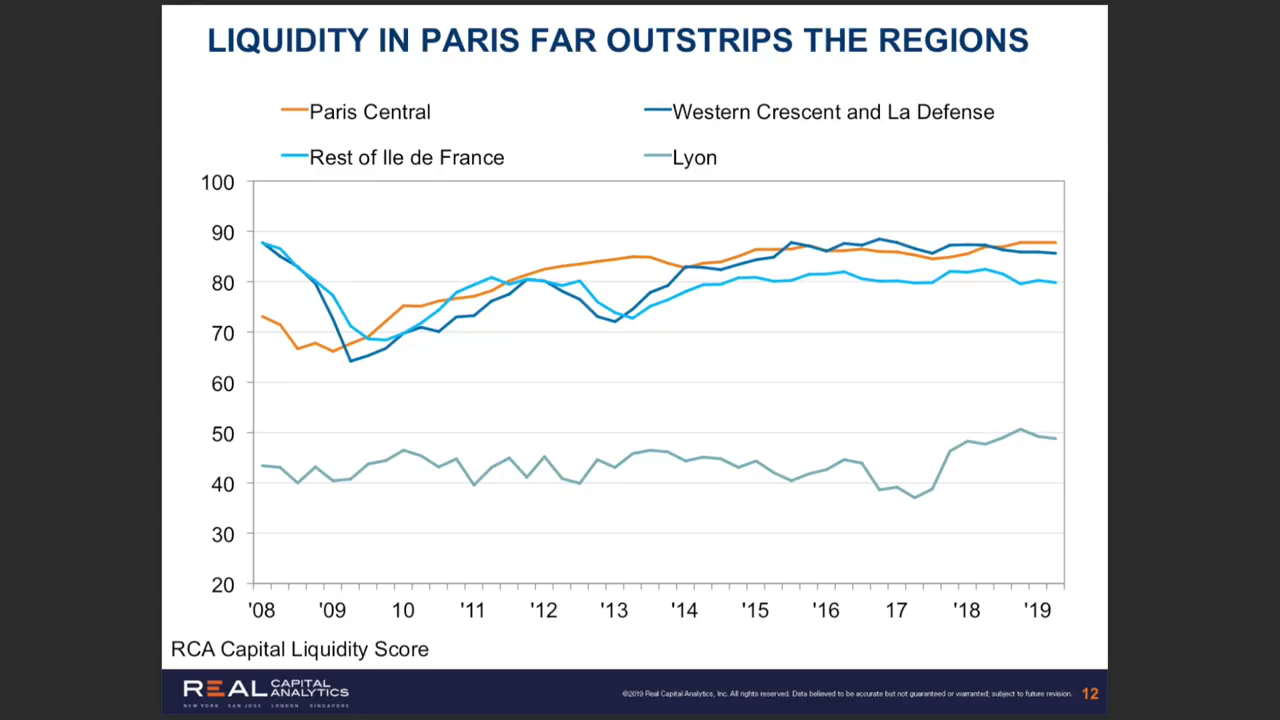 LIQUIDITY IN PARIS FAR OUTSTRIPS THE REGIONS
Paris Central
Western Crescent and La Defense
Rest of Ile de France
Lyon
100
90
80
70
60
50
40
30
20
'08 '09 10 '11 '12 '13 '14 '15 '16 17 '18 '19
RCA Capital Liquidity Score
REAL CAPITAL ANALYTICS
NEW YORK SAN JOSE LONDON SINGAPORE
©2019 Real Capital Analytics, Inc. All rights reserved. Data believed to be accurate but not guaranteed or warranted; subject to future revision. 12